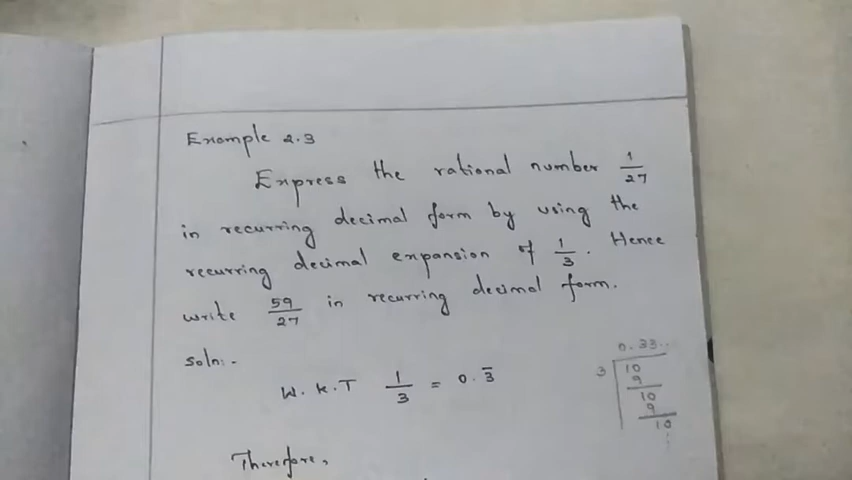 Example 2.3
Express the rational number 1/27
in recurring decimal form by using the
recurring decimal expansion of 1/3. Hence
write 59/27 in recurring decimal form.
Soln:-
W.K.T 1/3 = 0.3̅
0.33..
3 10
9
10
9
10
Therefore,